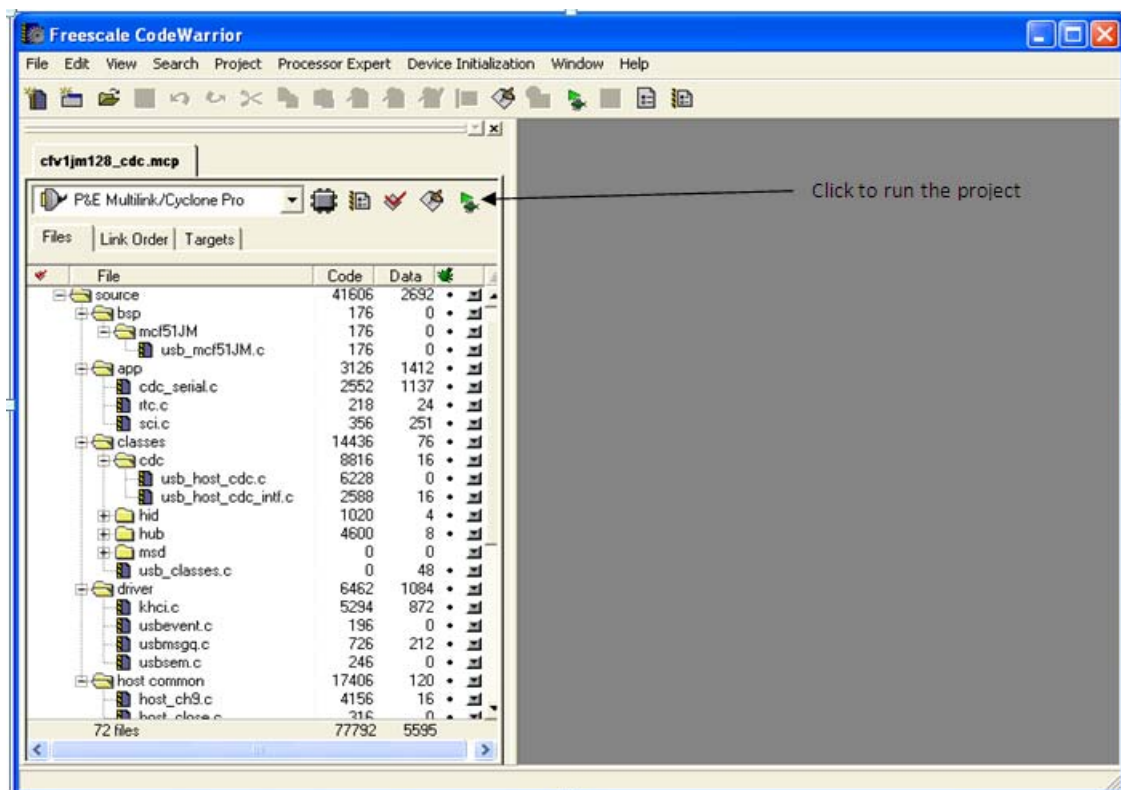 Freescale CodeWarrior
File Edit View Search Project Processor Expert Device Initialization Window Help
cfv1jm128_cdc.mcp
P&E Multilink/Cyclone Pro
Click to run the project
Files Link Order Targets
File Code Data
source 41606 2692
bsp 176 0
mcf51JM 176 0
usb_mcf51JM.c 176 0
app 3126 1412
cdc_serial.c 2552 1137
rtc.c 218 24
sci.c 356 251
classes 14436 76
cdc 8816 16
usb_host_cdc.c 6228 0
usb_host_cdc_intf.c 2588 16
hid 1020 4
hub 4600 8
msd 0 0
usb_classes.c 0 48
driver 6462 1084
khci.c 5294 872
usbevent.c 196 0
usbmsgq.c 726 212
usbsem.c 246 0
host common 17406 120
host_ch9.c 4156 16
host_close.c 316 0
72 files 77792 5595